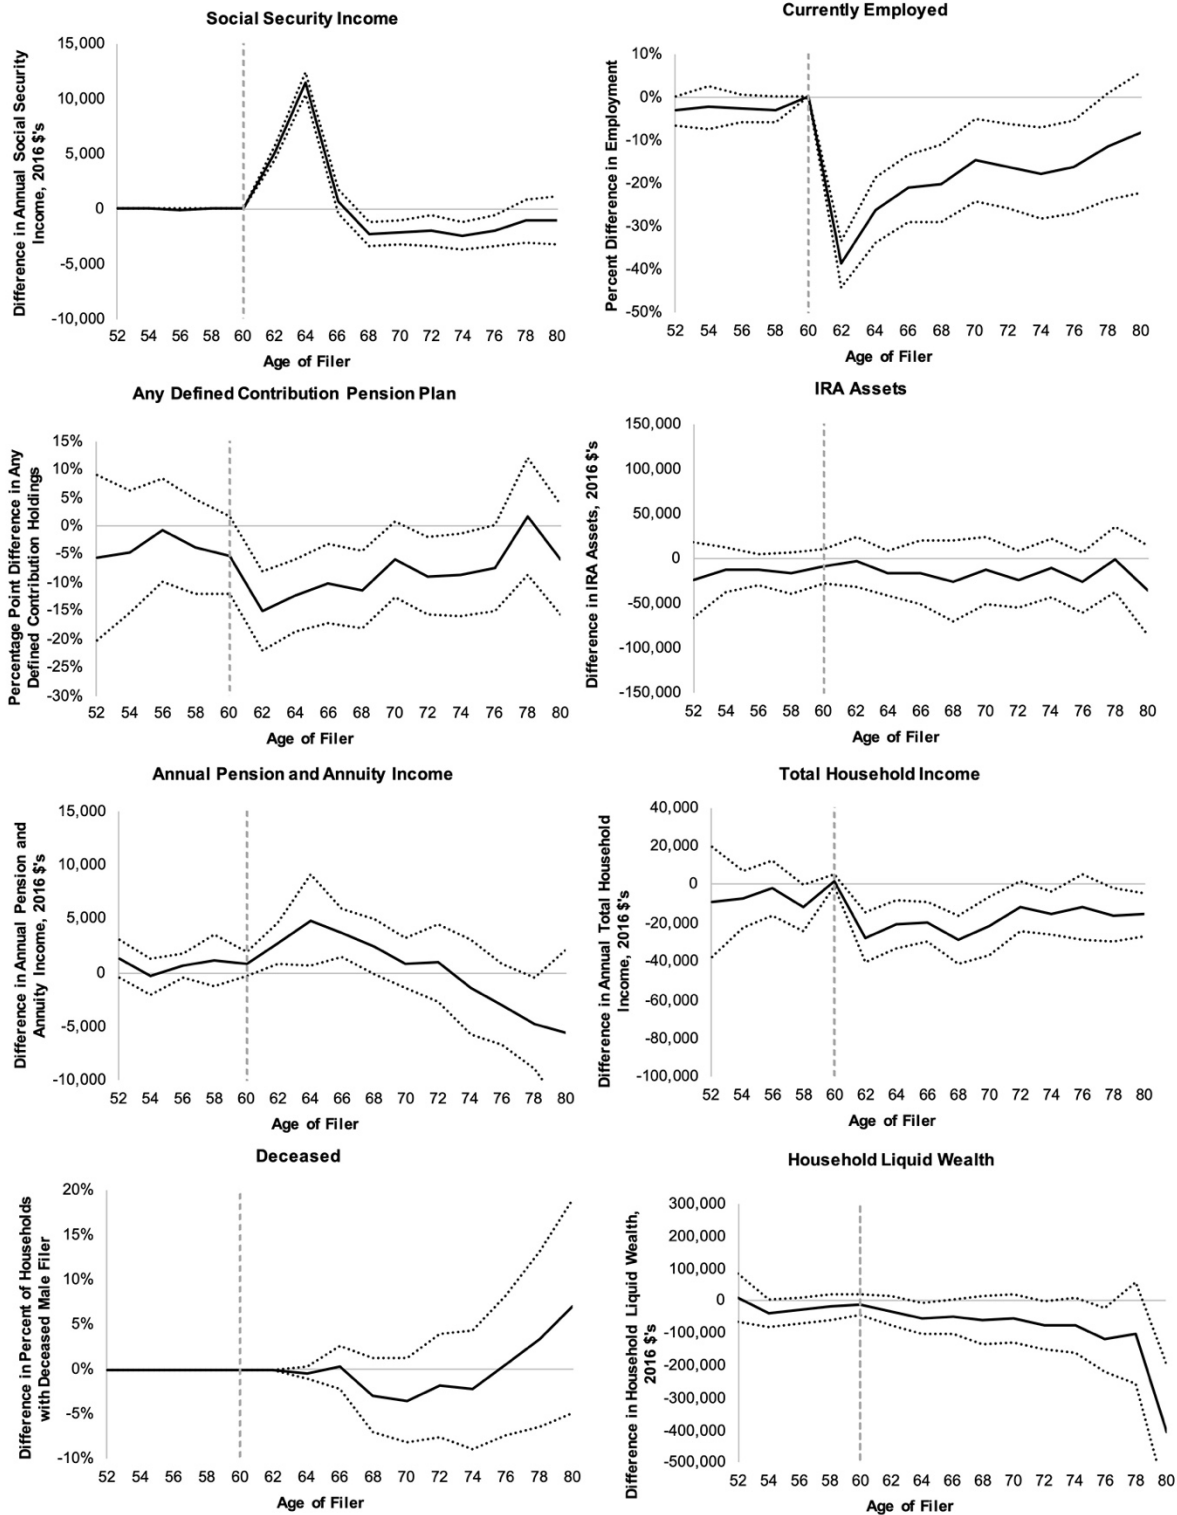 Social Security Income
Difference in Annual Social Security
Income, 2016 $'s
15,000
10,000
5,000
0
-5,000
-10,000
52 54 56 58 60 62 64 66 68 70 72 74 76 78 80
Age of Filer
Currently Employed
Percent Difference in Employment
10%
0%
-10%
-20%
-30%
-40%
-50%
52 54 56 58 60 62 64 66 68 70 72 74 76 78 80
Age of Filer
Any Defined Contribution Pension Plan
Percentage Point Difference in Any
Defined Contribution Holdings
15%
10%
5%
0%
-5%
-10%
-15%
-20%
-25%
-30%
52 54 56 58 60 62 64 66 68 70 72 74 76 78 80
Age of Filer
IRA Assets
Difference in IRA Assets, 2016 $'s
150,000
100,000
50,000
0
-50,000
-100,000
-150,000
52 54 56 58 60 62 64 66 68 70 72 74 76 78 80
Age of Filer
Annual Pension and Annuity Income
Difference in Annual Pension and
Annuity Income, 2016 $'s
15,000
10,000
5,000
0
-5,000
-10,000
52 54 56 58 60 62 64 66 68 70 72 74 76 78 80
Age of Filer
Total Household Income
Difference in Annual Total Household
Income, 2016 $'s
40,000
20,000
0
-20,000
-40,000
-60,000
-80,000
-100,000
52 54 56 58 60 62 64 66 68 70 72 74 76 78 80
Age of Filer
Deceased
Difference in Percent of Households
with Deceased Male Filer
20%
15%
10%
5%
0%
-5%
-10%
52 54 56 58 60 62 64 66 68 70 72 74 76 78 80
Age of Filer
Household Liquid Wealth
Difference in Household Liquid Wealth,
2016 $'s
300,000
200,000
100,000
0
-100,000
-200,000
-300,000
-400,000
-500,000
52 54 56 58 60 62 64 66 68 70 72 74 76 78 80
Age of Filer